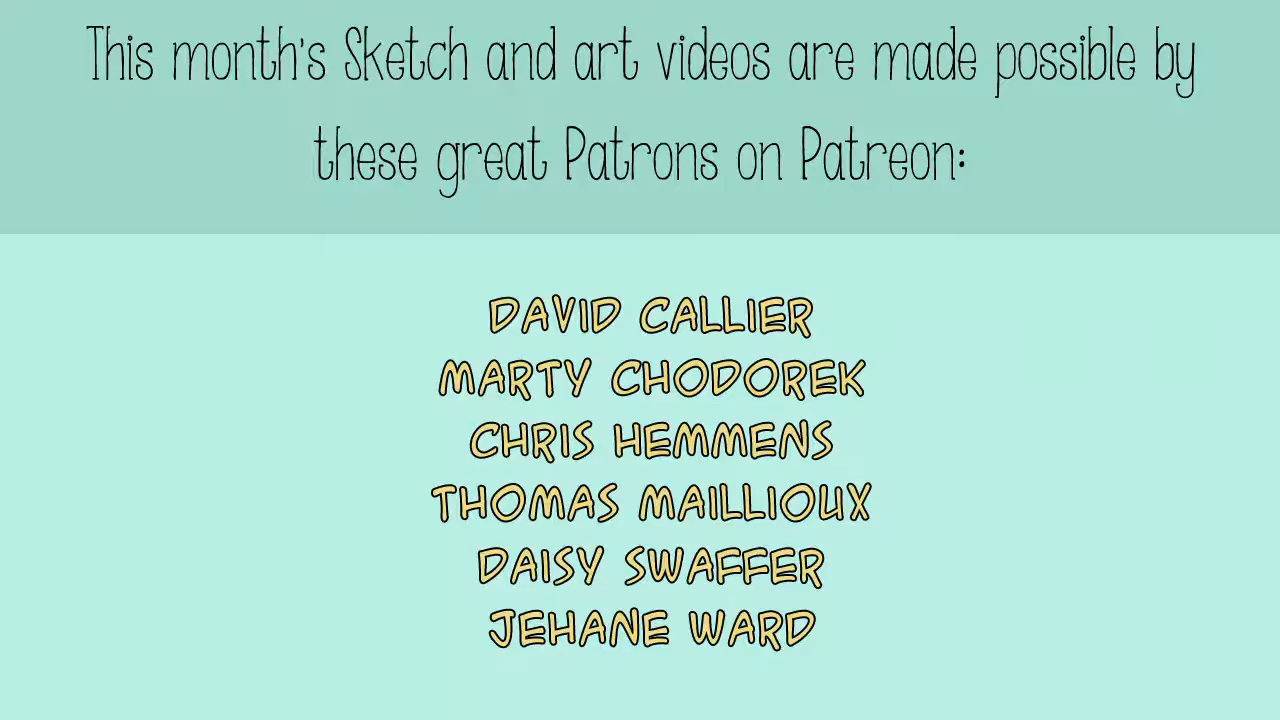 This month's Sketch and art videos are made possible by
these great Patrons on Patreon:
DAVID CALLIER
MARTY CHODOREK
CHRIS HEMMENS
THOMAS MAILLIOUX
DAISY SWAFFER
JEHANE WARD